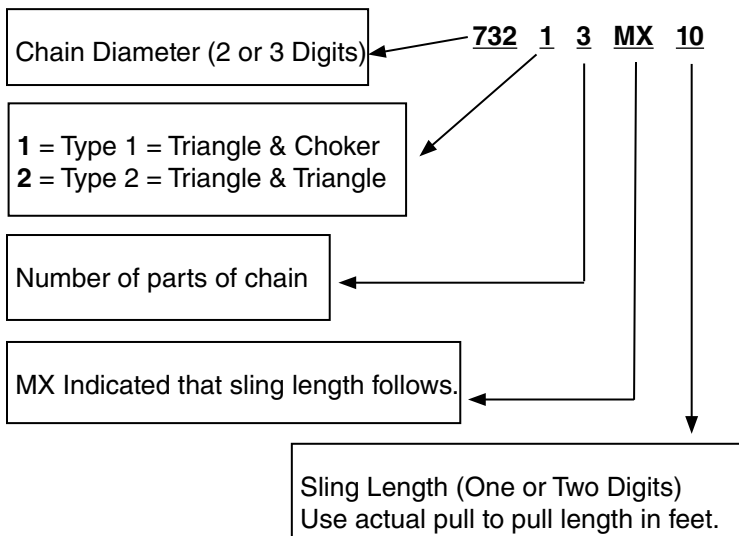 732 1 3 MX 10
Chain Diameter (2 or 3 Digits)
1 = Type 1 = Triangle & Choker
2 = Type 2 = Triangle & Triangle
Number of parts of chain
MX Indicated that sling length follows.
Sling Length (One or Two Digits)
Use actual pull to pull length in feet.